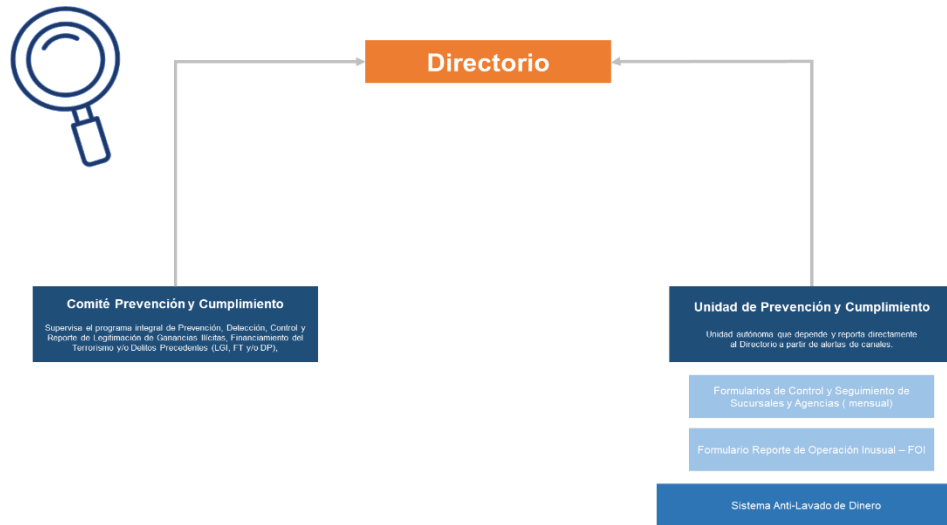 Directorio
Comité Prevención y Cumplimiento
Supervisa el programa integral de Prevención, Detección, Control y
Reporte de Legitimación de Ganancias Ilícitas, Financiamiento del
Terrorismo y/o Delitos Precedentes (LGI, FT y/o DP),
Unidad de Prevención y Cumplimiento
Unidad autónoma que depende y reporta directamente
al Directorio a partir de alertas de canales.
Formularios de Control y Seguimiento de
Sucursales y Agencias ( mensual)
Formulario Reporte de Operación Inusual – FOI
Sistema Anti-Lavado de Dinero